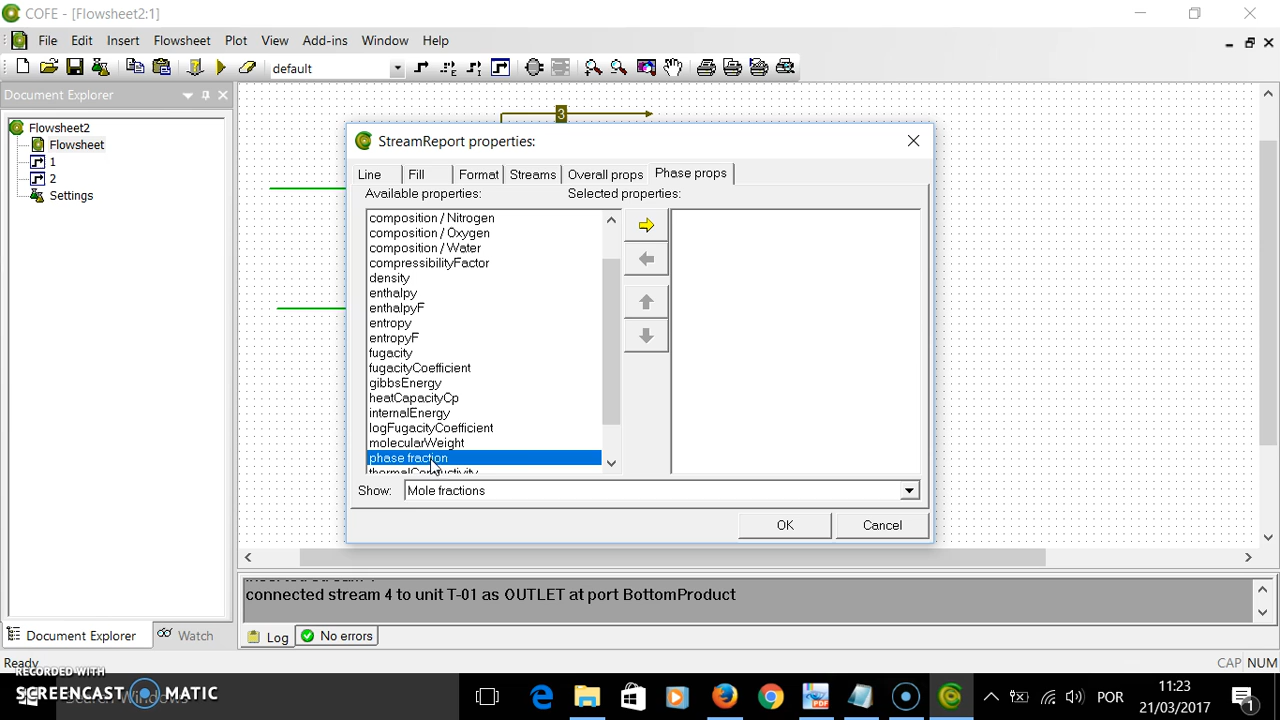 COFE - [Flowsheet2:1]
File Edit Insert Flowsheet Plot View Add-ins Window Help
default
Document Explorer
Flowsheet2
Flowsheet
1
2
Settings
3
StreamReport properties:
Line Fill Format Streams Overall props Phase props
Available properties: Selected properties:
composition / Nitrogen
composition / Oxygen
composition / Water
compressibilityFactor
density
enthalpy
enthalpyF
entropy
entropyF
fugacity
fugacityCoefficient
gibbsEnergy
heatCapacityCp
internalEnergy
logFugacityCoefficient
molecularWeight
phase fraction
thermalConductivity
Show: Mole fractions
OK Cancel
connected stream 4 to unit T-01 as OUTLET at port BottomProduct
Document Explorer Watch
Log No errors
Ready
CAP NUM
RECORDED WITH
SCREENCAST MATIC
Search Windows
POR
11:23
21/03/2017
1